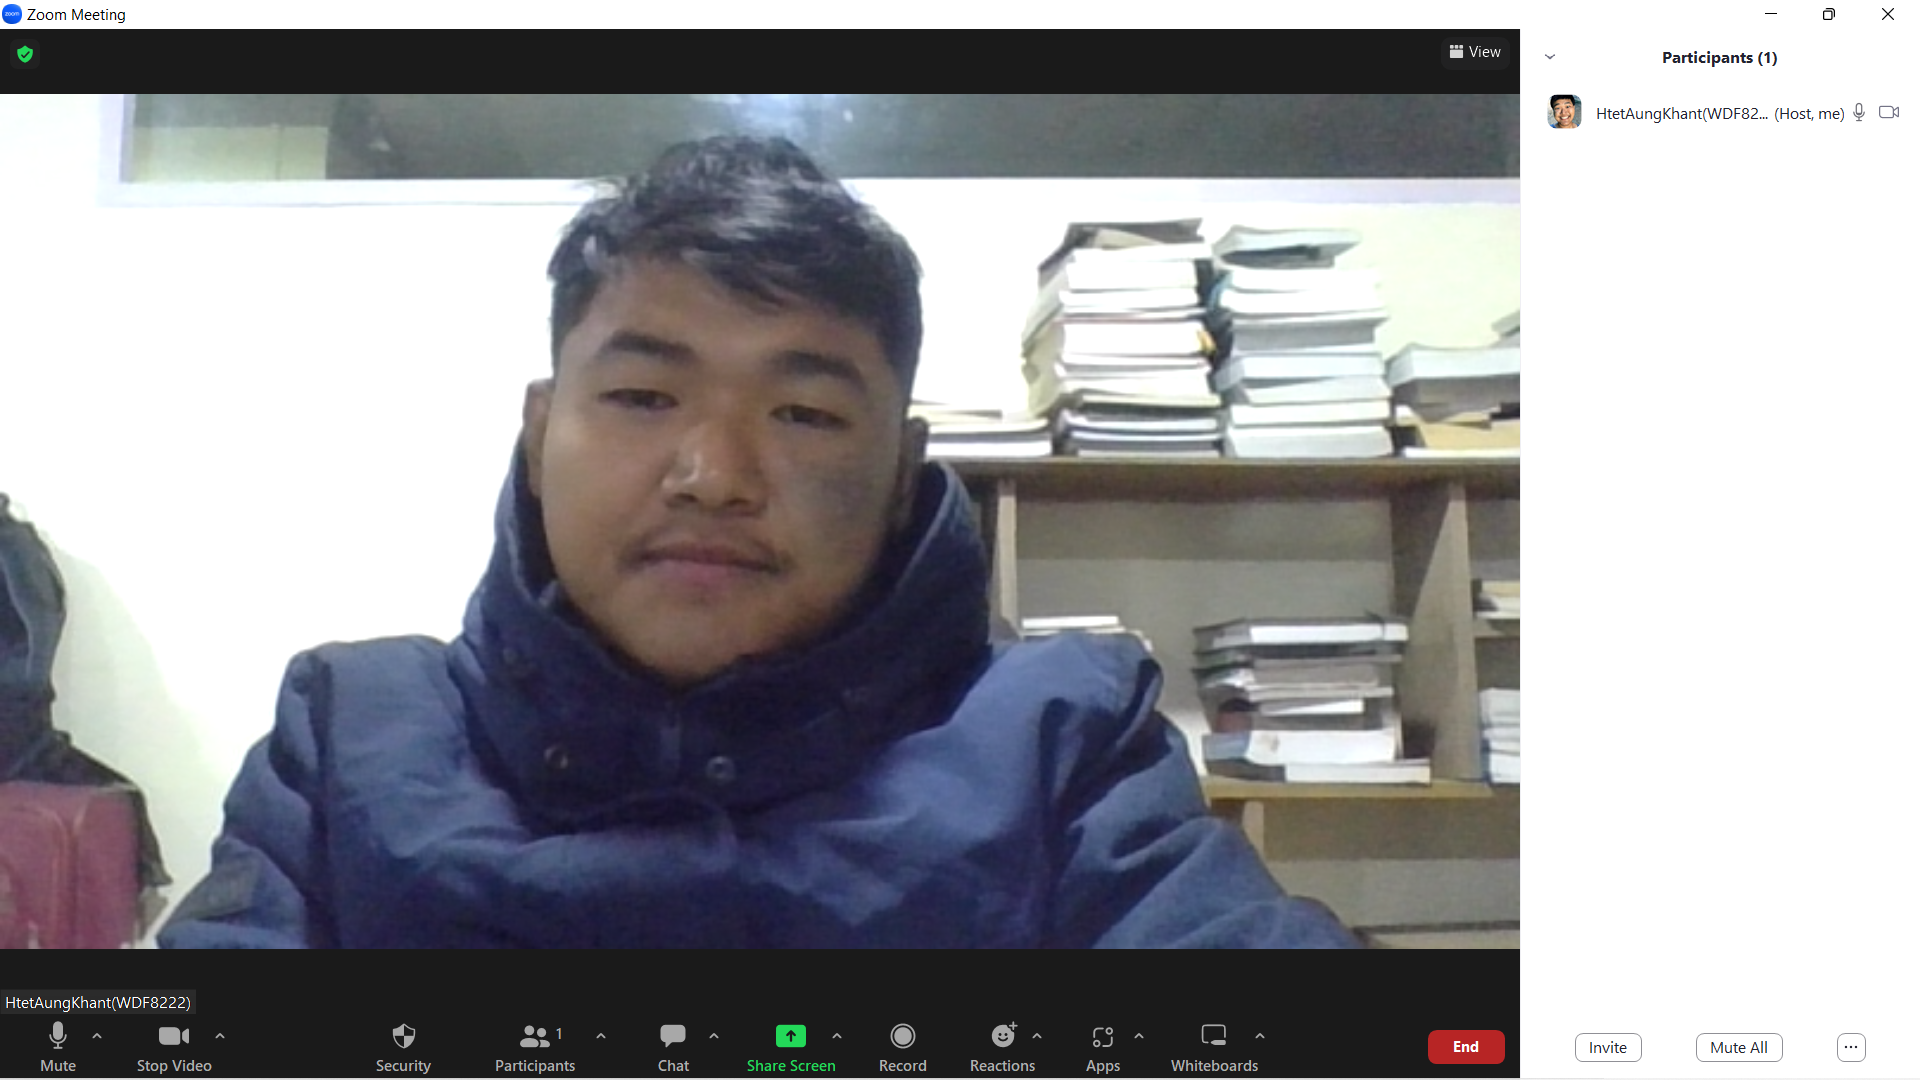 zoom Zoom Meeting
View
Participants (1)
HtetAungKhant(WDF82... (Host, me)
HtetAungKhant(WDF8222)
Mute
Stop Video
Security
1
Participants
Chat
Share Screen
Record
Reactions
Apps
Whiteboards
End
Invite
Mute All
...